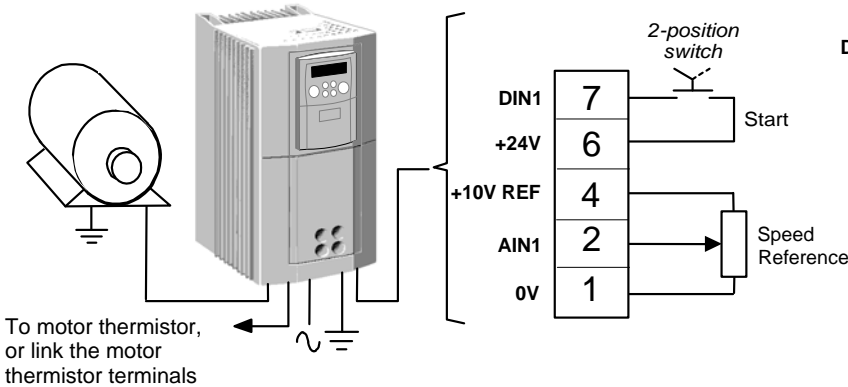 2-position
switch
D
DIN1 7
Start
+24V 6
+10V REF 4
AIN1 2
Speed
Reference
0V 1
To motor thermistor,
or link the motor
thermistor terminals